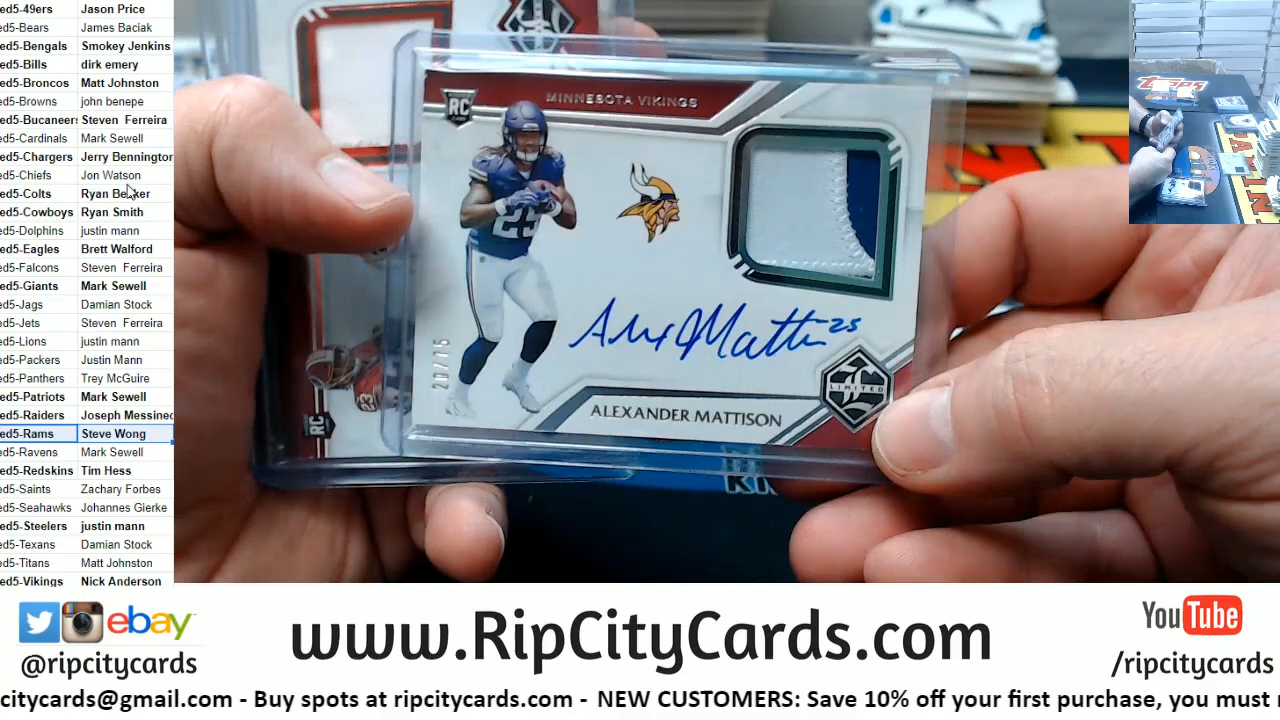 ed5-49ers Jason Price
ed5-Bears James Baciak
ed5-Bengals Smokey Jenkins
ed5-Bills dirk emery
ed5-Broncos Matt Johnston
ed5-Browns john benepe
ed5-Bucaneers Steven Ferreira
ed5-Cardinals Mark Sewell
ed5-Chargers Jerry Bennington
ed5-Chiefs Jon Watson
ed5-Colts Ryan Becker
ed5-Cowboys Ryan Smith
ed5-Dolphins justin mann
ed5-Eagles Brett Walford
ed5-Falcons Steven Ferreira
ed5-Giants Mark Sewell
ed5-Jags Damian Stock
ed5-Jets Steven Ferreira
ed5-Lions justin mann
ed5-Packers Justin Mann
ed5-Panthers Trey McGuire
ed5-Patriots Mark Sewell
ed5-Raiders Joseph Messinec
ed5-Rams Steve Wong
ed5-Ravens Mark Sewell
ed5-Redskins Tim Hess
ed5-Saints Zachary Forbes
ed5-Seahawks Johannes Gierke
ed5-Steelers justin mann
ed5-Texans Damian Stock
ed5-Titans Matt Johnston
ed5-Vikings Nick Anderson
RC
MINNESOTA VIKINGS
25
25
LIMITED
ALEXANDER MATTISON
RC
Topps
ebay
@ripcitycards
www.RipCityCards.com
YouTube
/ripcitycards
citycards@gmail.com - Buy spots at ripcitycards.com - NEW CUSTOMERS: Save 10% off your first purchase, you must